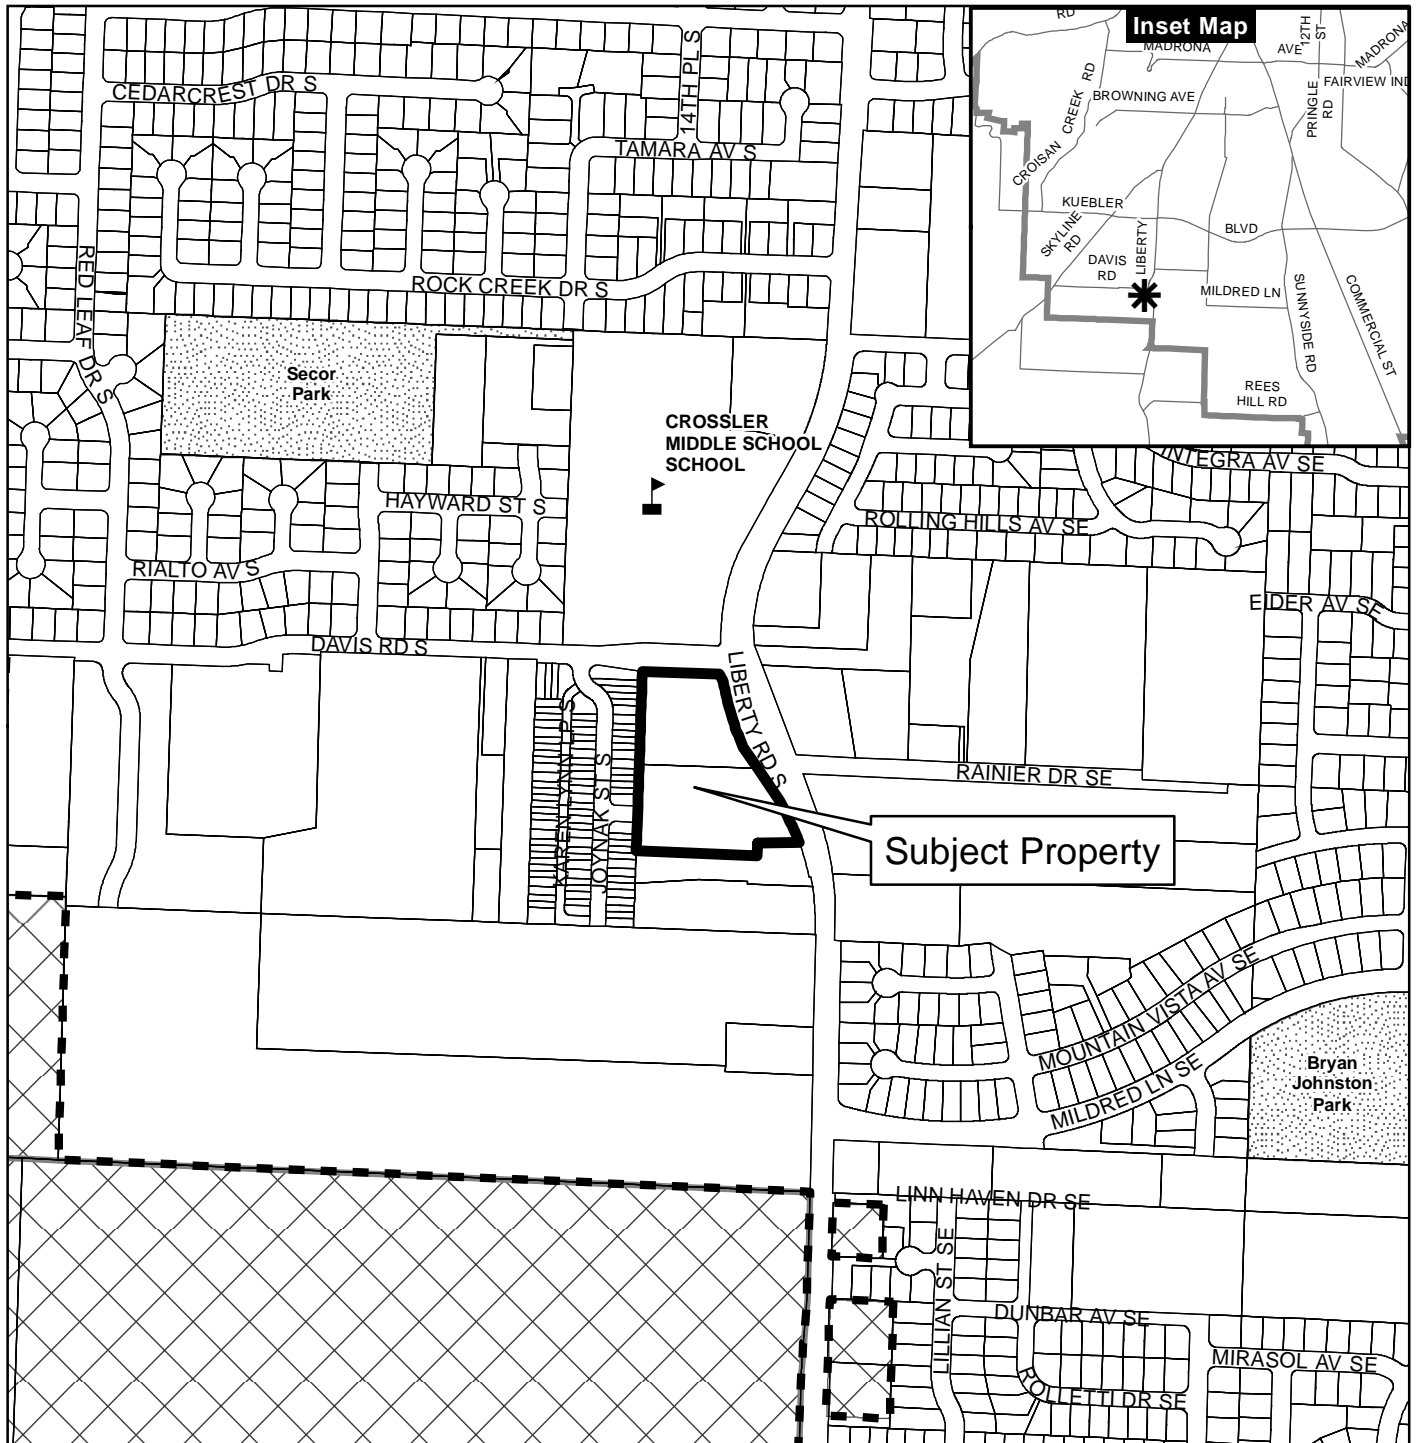 Inset Map
RD
MADRONA
AVE
12TH
ST
MADRONA
FAIRVIEW IND
CREEK RD
BROWNING AVE
PRINGLE
RD
CROISAN
KUEBLER
BLVD
SKYLINE
RD
LIBERTY
DAVIS
RD
MILDRED LN
SUNNYSIDE RD
COMMERCIAL ST
REES
HILL RD
CEDARCREST DR S
14TH PL S
TAMARA AV S
RED LEAF DR S
ROCK CREEK DR S
Secor
Park
CROSSLER
MIDDLE SCHOOL
SCHOOL
INTEGRA AV SE
HAYWARD ST S
ROLLING HILLS AV SE
RIALTO AV S
EIDER AV SE
DAVIS RD S
LIBERTY RD S
KAREN LYNN LP S
JOYNAK ST S
RAINIER DR SE
Subject Property
MOUNTAIN VISTA AV SE
MILDRED LN SE
Bryan
Johnston
Park
LINN HAVEN DR SE
LILLIAN ST SE
DUNBAR AV SE
MIRASOL AV SE
ROLLETTI DR SE